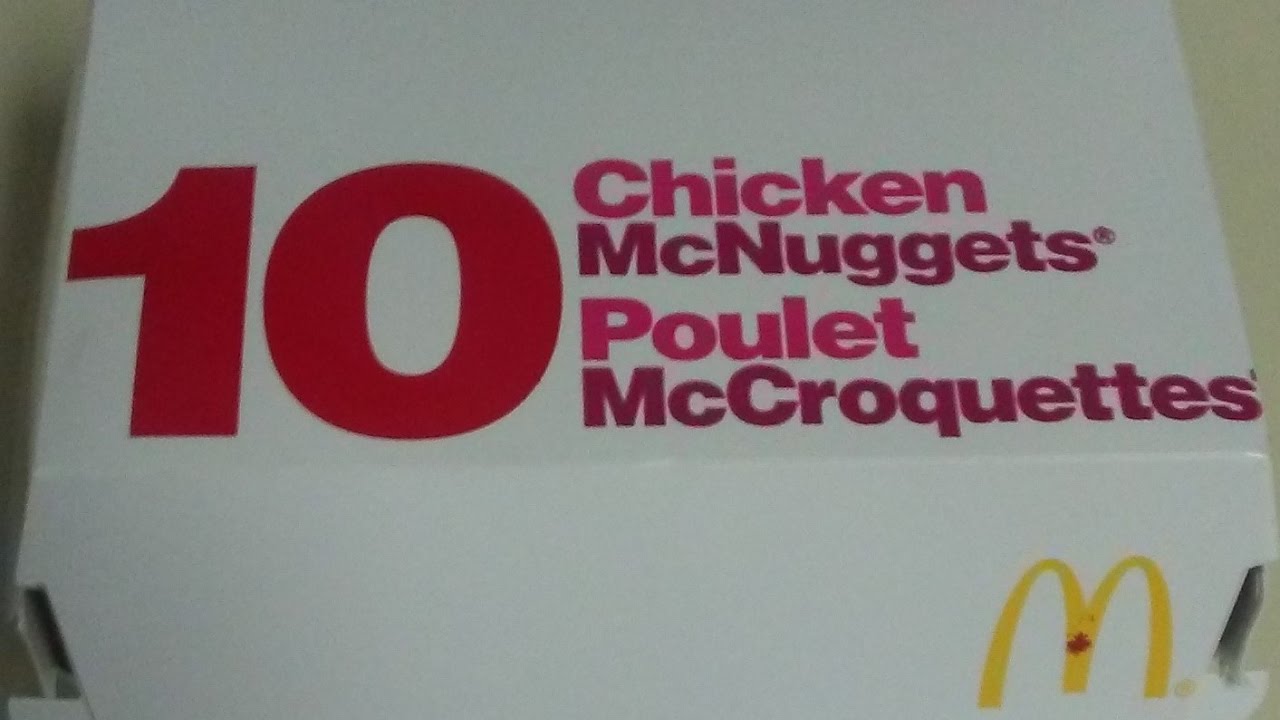 10
Chicken
McNuggets®
Poulet
McCroquettes
M